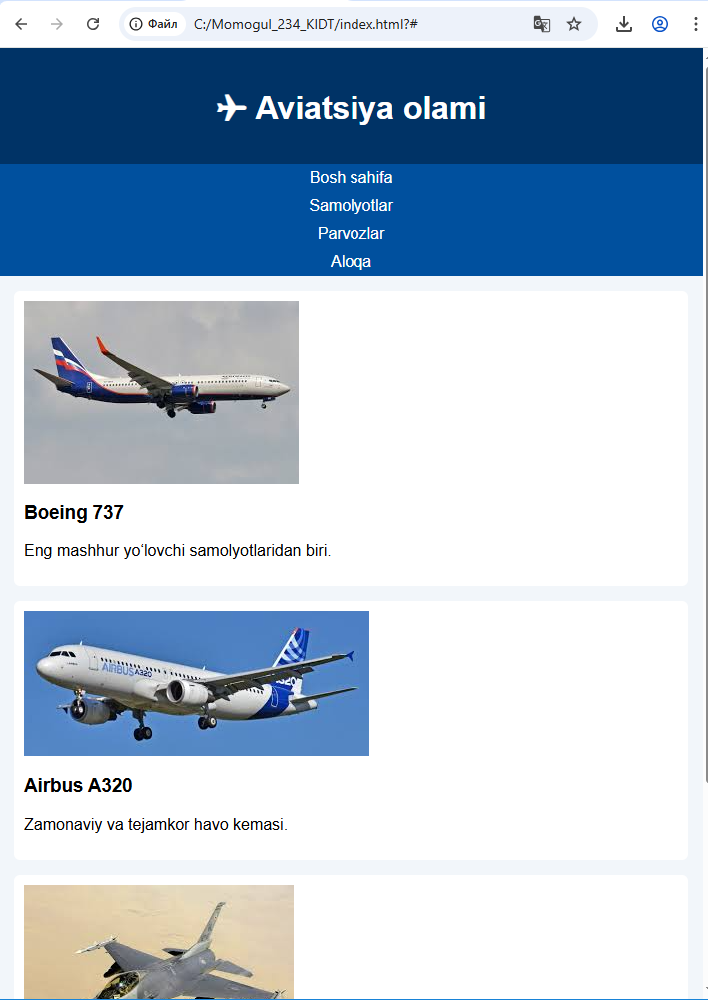 Файл
C:/Momogul_234_KIDT/index.html?#
✈ Aviatsiya olami
Bosh sahifa
Samolyotlar
Parvozlar
Aloqa
Boeing 737
Eng mashhur yo‘lovchi samolyotlaridan biri.
AIRBUS A320
Airbus A320
Zamonaviy va tejamkor havo kemasi.